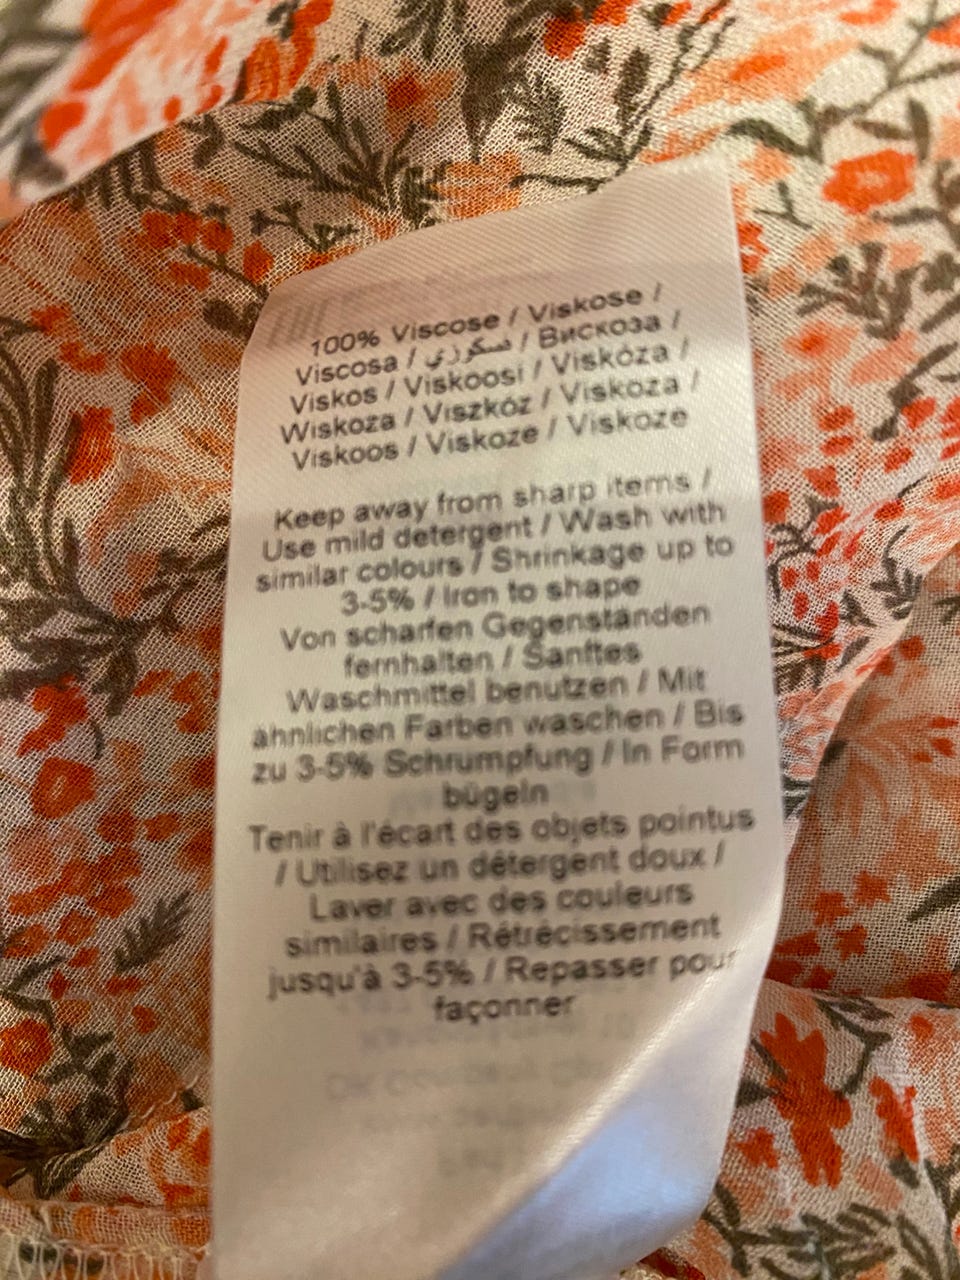 100% Viscose / Viskose /
Viscosa / فسكوزي / Вискоза /
Viskos / Viskoosi / Viskóza /
Wiskoza / Viszkóz / Viskoza /
Viskoos / Viskoze / Viskoze
Keep away from sharp items /
Use mild detergent / Wash with
similar colours / Shrinkage up to
3-5% / Iron to shape
Von scharfen Gegenständen
fernhalten / Sanftes
Waschmittel benutzen / Mit
ähnlichen Farben waschen / Bis
zu 3-5% Schrumpfung / In Form
bügeln
Tenir à l'écart des objets pointus
/ Utilisez un détergent doux /
Laver avec des couleurs
similaires / Rétrécissement
jusqu'à 3-5% / Repasser pour
façonner